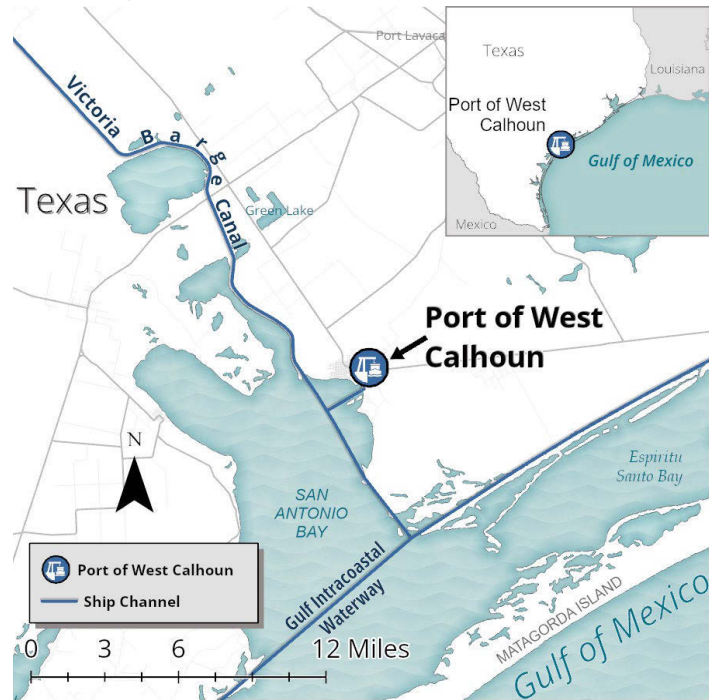 Port Lavaca
Texas
Louisiana
Port of West
Calhoun
Gulf of Mexico
Mexico
Victoria Barge Canal
Texas
Green Lake
Port of West
Calhoun
N
SAN
ANTONIO
BAY
Espiritu
Santo Bay
Gulf Intracoastal
Waterway
MATAGORDA ISLAND
Gulf of Mexico
Port of West Calhoun
Ship Channel
0 3 6 12 Miles